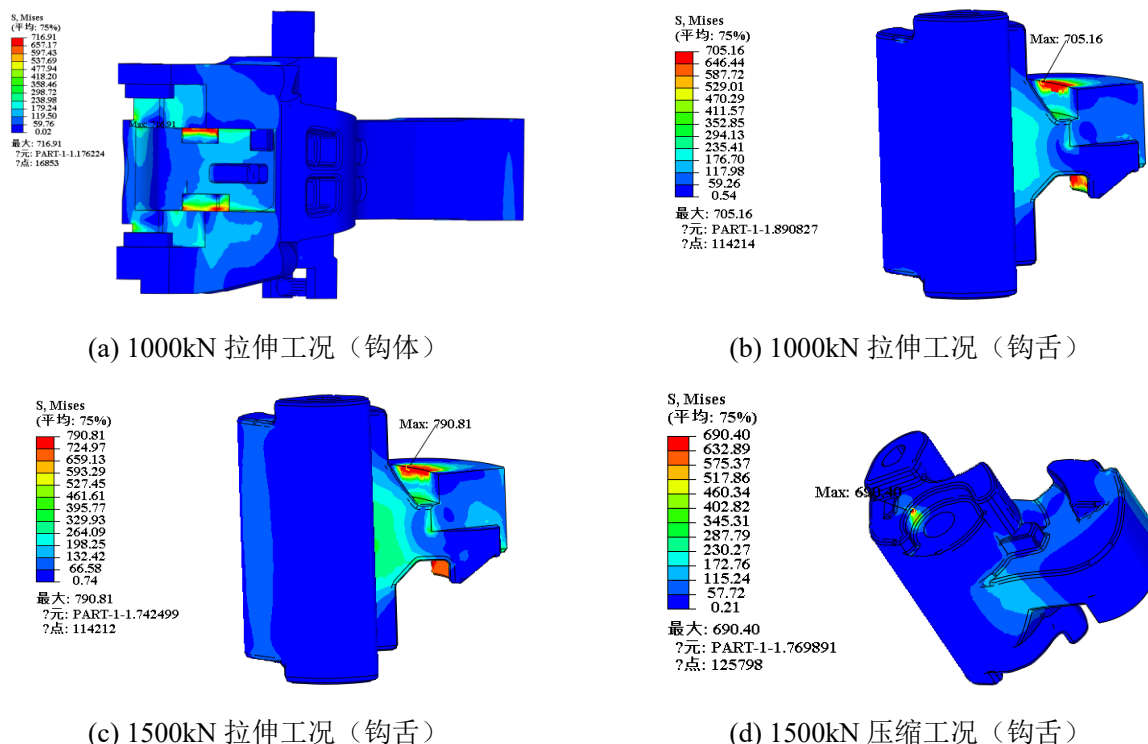 S, Mises
(平均: 75%)
716.91
657.17
597.43
537.69
477.94
418.20
358.46
298.72
238.98
179.24
119.50
59.76
0.02
最大: 716.91
?元: PART-1-1.176224
?点: 16853
(a) 1000kN 拉伸工况（钩体）
S, Mises
(平均: 75%)
705.16
646.44
587.72
529.01
470.29
411.57
352.85
294.13
235.41
176.70
117.98
59.26
0.54
最大: 705.16
?元: PART-1-1.890827
?点: 114214
Max: 705.16
(b) 1000kN 拉伸工况（钩舌）
S, Mises
(平均: 75%)
790.81
724.97
659.13
593.29
527.45
461.61
395.77
329.93
264.09
198.25
132.42
66.58
0.74
最大: 790.81
?元: PART-1-1.742499
?点: 114212
Max: 790.81
(c) 1500kN 拉伸工况（钩舌）
S, Mises
(平均: 75%)
690.40
632.89
575.37
517.86
460.34
402.82
345.31
287.79
230.27
172.76
115.24
57.72
0.21
最大: 690.40
?元: PART-1-1.769891
?点: 125798
Max: 690.40
(d) 1500kN 压缩工况（钩舌）